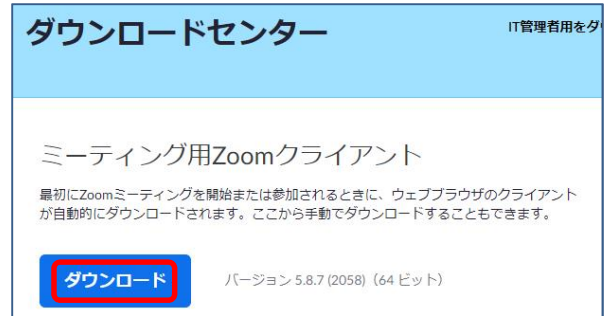 ダウンロードセンター
IT管理者用をダ
ミーティング用Zoomクライアント
最初にZoomミーティングを開始または参加されるときに、ウェブブラウザのクライアント
が自動的にダウンロードされます。ここから手動でダウンロードすることもできます。
ダウンロード
バージョン 5.8.7 (2058)（64 ビット）